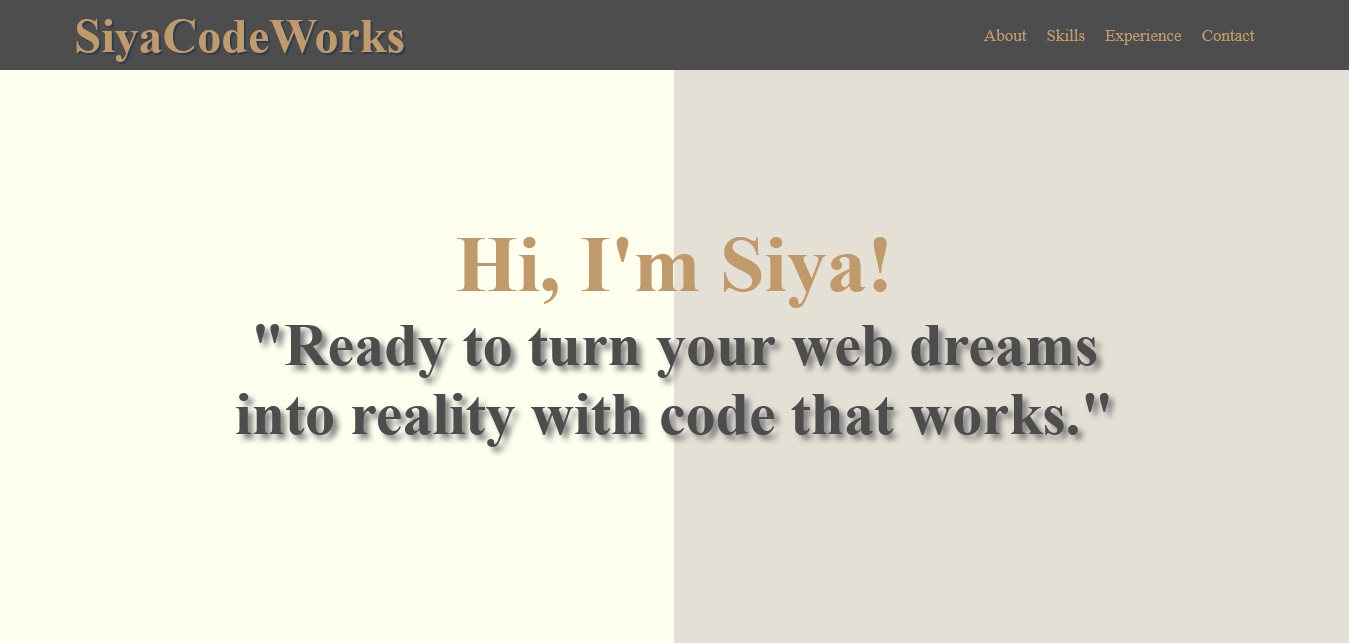 SiyaCodeWorks
About Skills Experience Contact
Hi, I'm Siya!
"Ready to turn your web dreams
into reality with code that works."